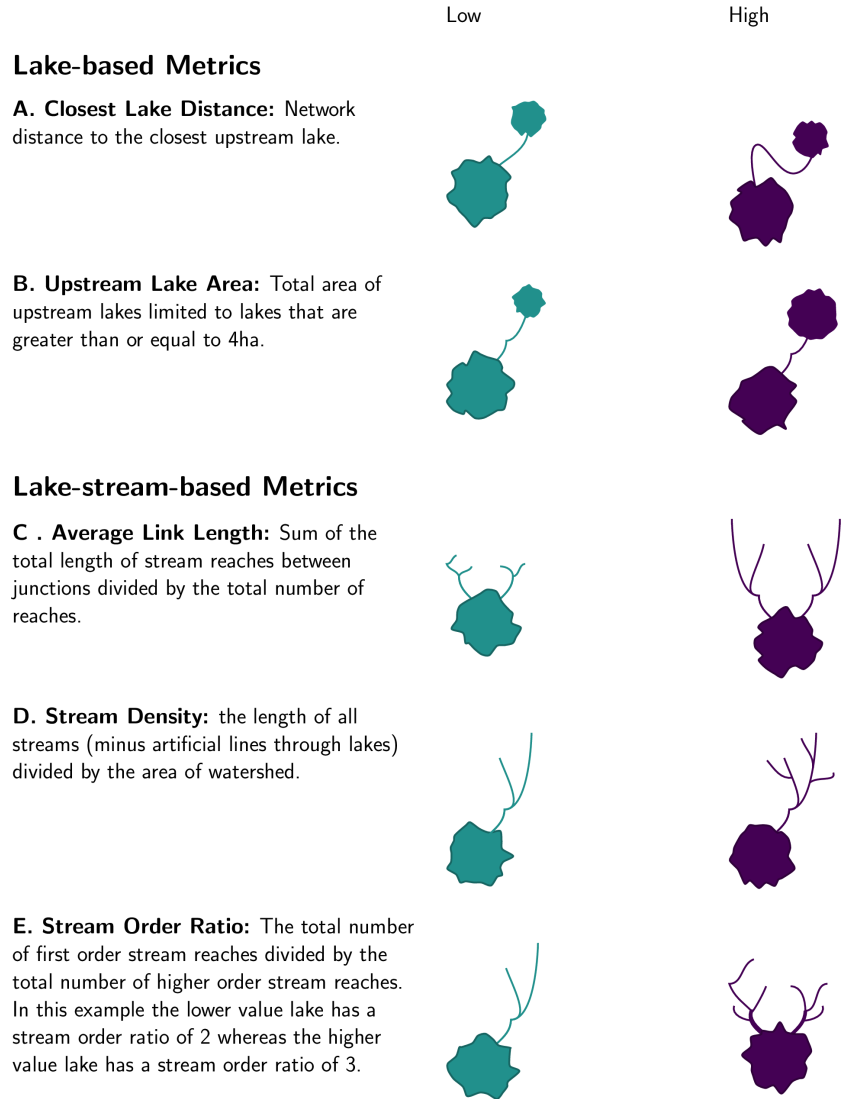 Low High
Lake-based Metrics
A. Closest Lake Distance: Network
distance to the closest upstream lake.
B. Upstream Lake Area: Total area of
upstream lakes limited to lakes that are
greater than or equal to 4ha.
Lake-stream-based Metrics
C . Average Link Length: Sum of the
total length of stream reaches between
junctions divided by the total number of
reaches.
D. Stream Density: the length of all
streams (minus artificial lines through lakes)
divided by the area of watershed.
E. Stream Order Ratio: The total number
of first order stream reaches divided by the
total number of higher order stream reaches.
In this example the lower value lake has a
stream order ratio of 2 whereas the higher
value lake has a stream order ratio of 3.